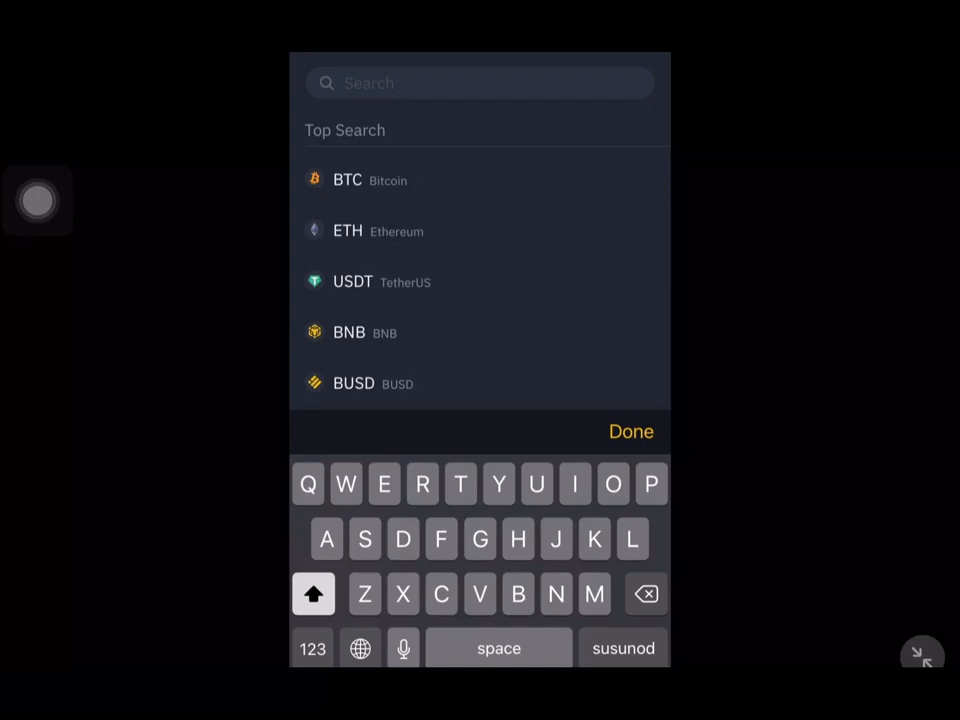 Search
Top Search
BTC Bitcoin
ETH Ethereum
USDT TetherUS
BNB BNB
BUSD BUSD
Done
Q W E R T Y U I O P
A S D F G H J K L
Z X C V B N M
123 space susunod